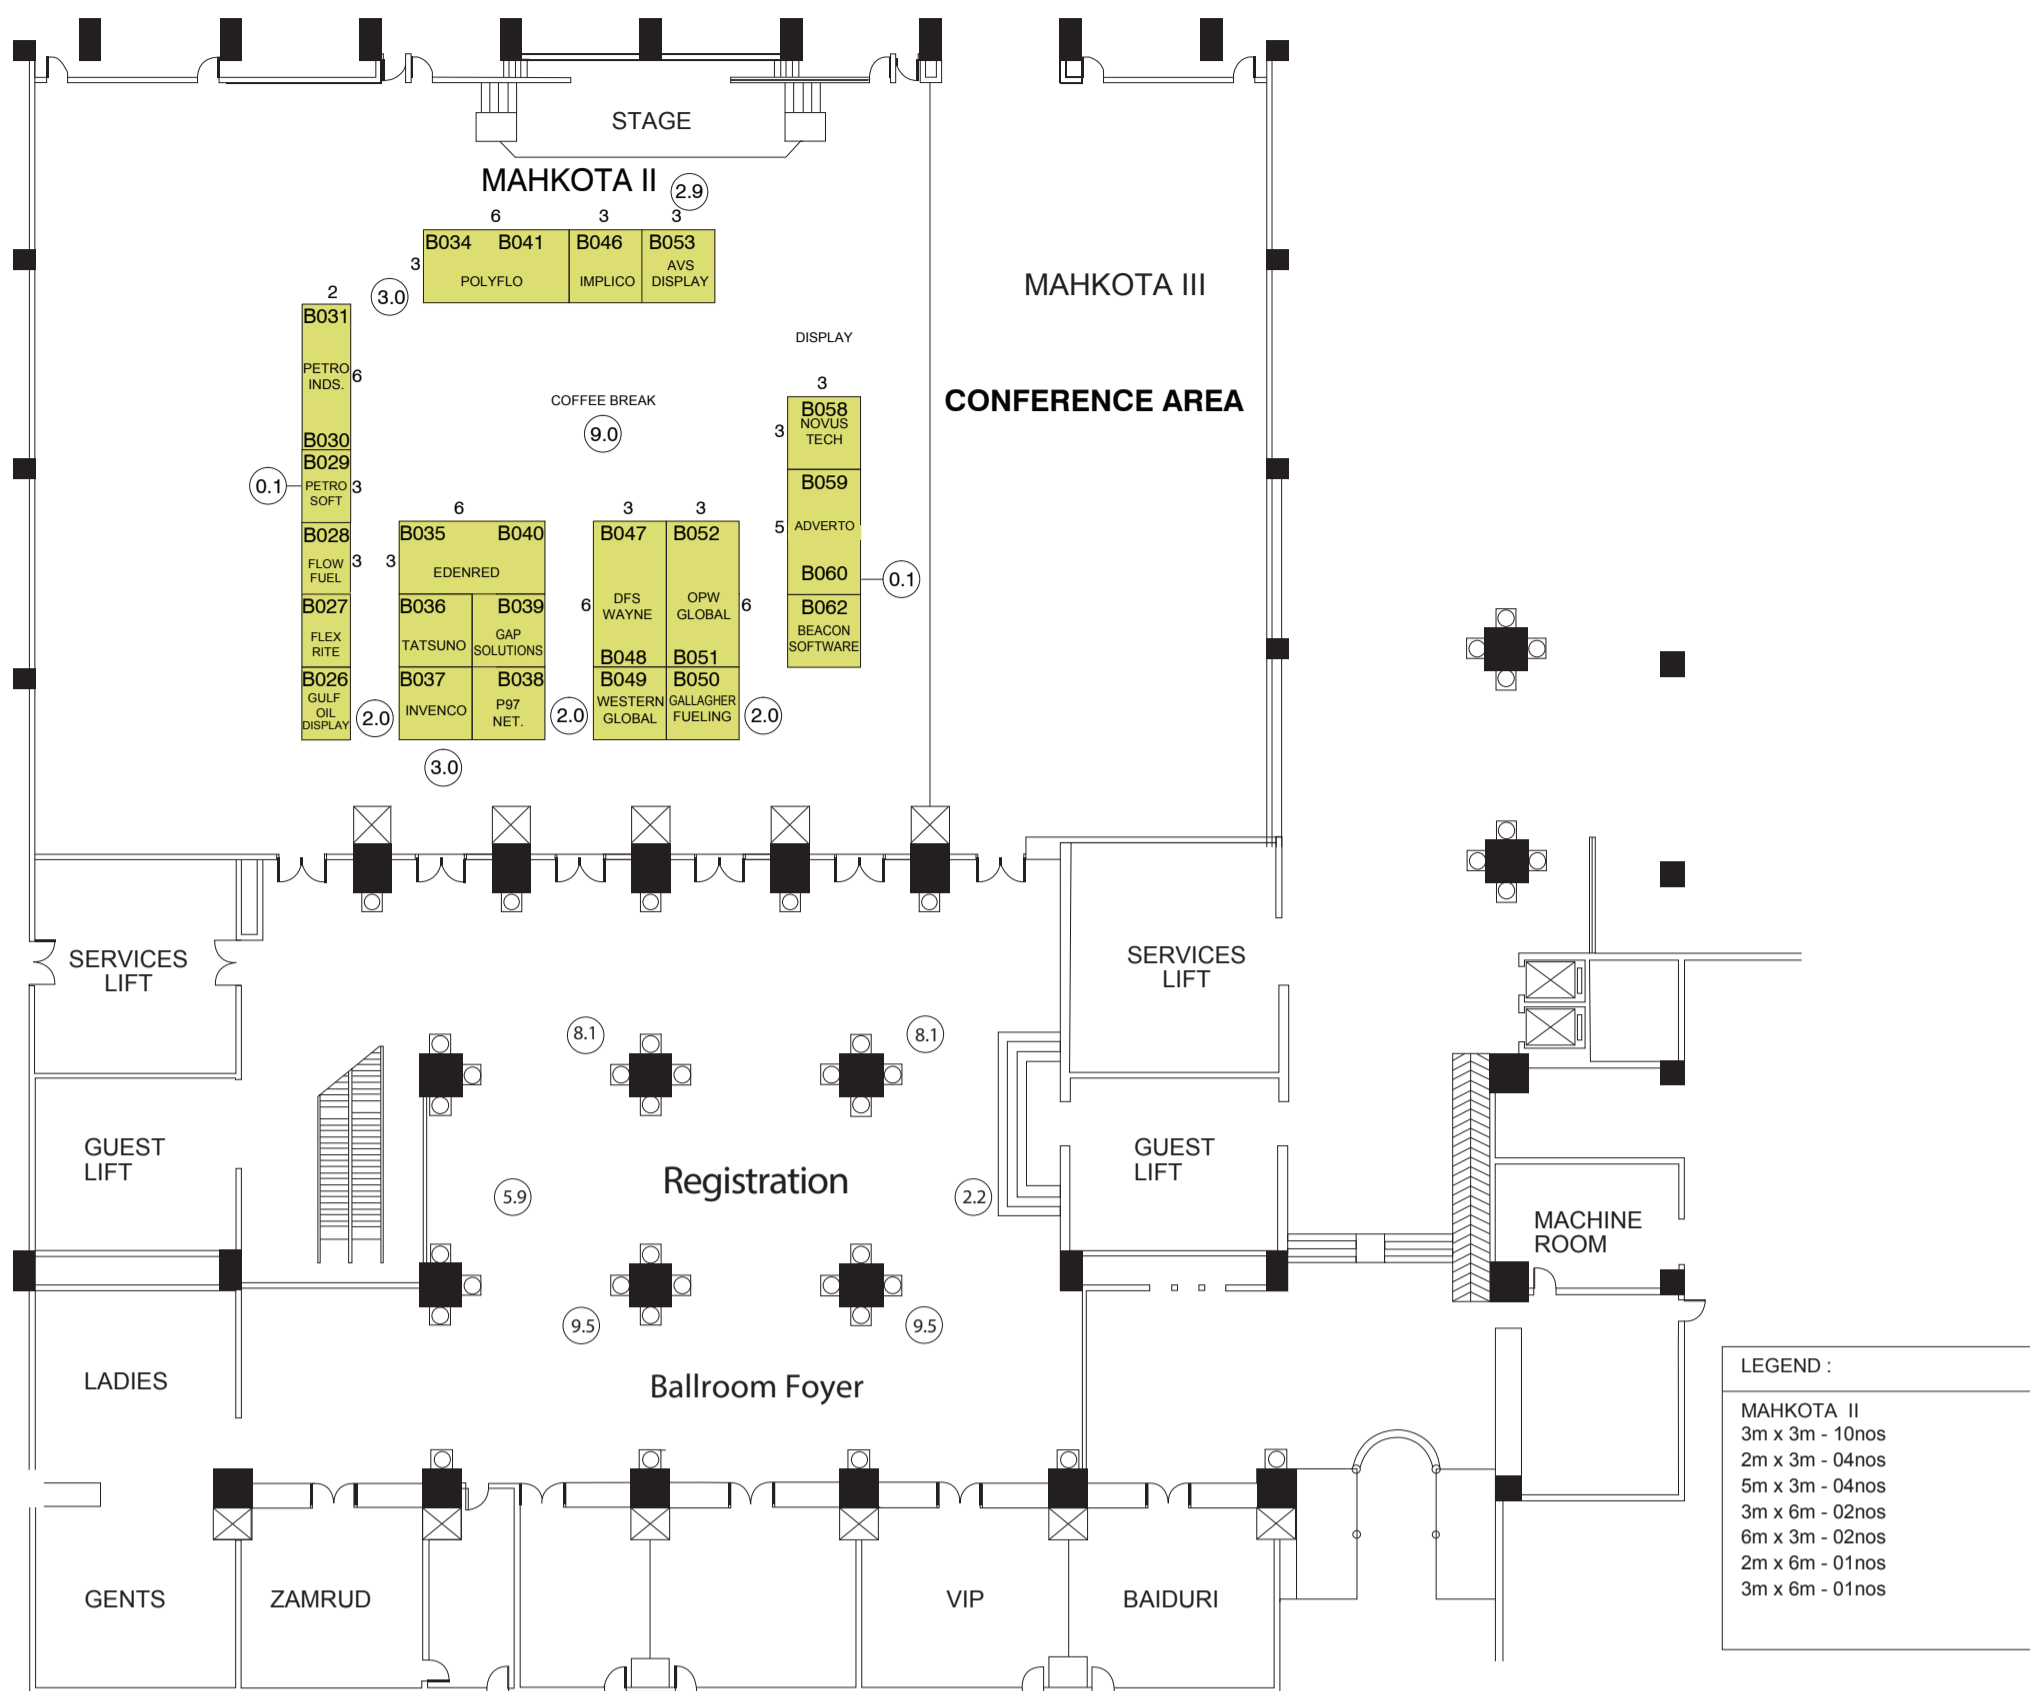 STAGE
MAHKOTA II
2.9
6
3
3
B034
B041
B046
B053
3
POLYFLO
IMPLICO
AVS
DISPLAY
MAHKOTA III
3.0
2
B031
PETRO
INDS.
6
B030
DISPLAY
COFFEE BREAK
9.0
CONFERENCE AREA
3
B058
NOVUS
TECH
3
B029
PETRO
SOFT
3
0.1
B059
ADVERTO
5
B060
0.1
B028
FLOW
FUEL
3
6
B035
B040
3
EDENRED
3
3
B047
B052
DFS
WAYNE
OPW
GLOBAL
6
6
B048
B051
B027
FLEX
RITE
B036
B039
TATSUNO
GAP
SOLUTIONS
B062
BEACON
SOFTWARE
B026
GULF
OIL
DISPLAY
2.0
B037
B038
INVENCO
P97
NET.
2.0
B049
B050
WESTERN
GLOBAL
GALLAGHER
FUELING
2.0
3.0
SERVICES
LIFT
SERVICES
LIFT
8.1
8.1
GUEST
LIFT
GUEST
LIFT
Registration
5.9
2.2
MACHINE
ROOM
9.5
9.5
LADIES
Ballroom Foyer
GENTS
ZAMRUD
VIP
BAIDURI
LEGEND :
MAHKOTA II
3m x 3m - 10nos
2m x 3m - 04nos
5m x 3m - 04nos
3m x 6m - 02nos
6m x 3m - 02nos
2m x 6m - 01nos
3m x 6m - 01nos